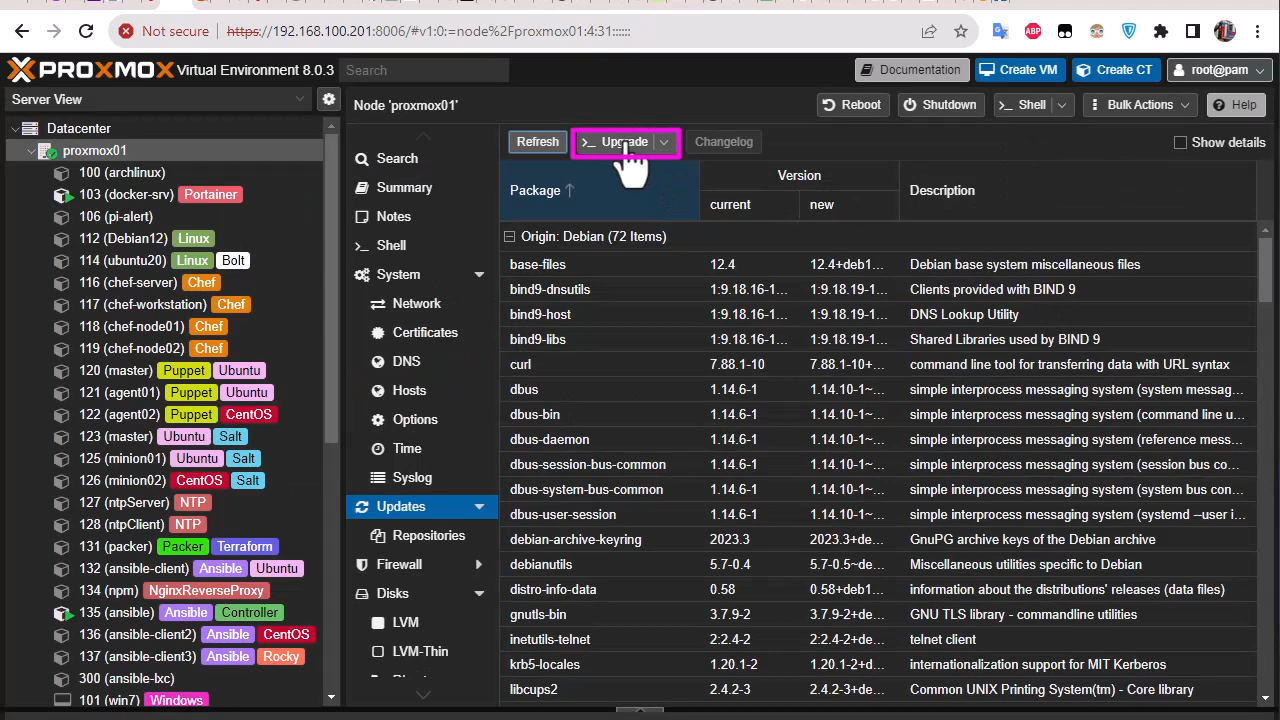 Not secure https://192.168.100.201:8006/#v1:0:=node%2Fproxmox01:4:31::::::
ABP
PROXMOX Virtual Environment 8.0.3 Search Documentation Create VM Create CT root@pam
Server View
Node 'proxmox01' Reboot Shutdown Shell Bulk Actions Help
Datacenter
proxmox01
100 (archlinux)
103 (docker-srv) Portainer
106 (pi-alert)
112 (Debian12) Linux
114 (ubuntu20) Linux Bolt
116 (chef-server) Chef
117 (chef-workstation) Chef
118 (chef-node01) Chef
119 (chef-node02) Chef
120 (master) Puppet Ubuntu
121 (agent01) Puppet Ubuntu
122 (agent02) Puppet CentOS
123 (master) Ubuntu Salt
125 (minion01) Ubuntu Salt
126 (minion02) CentOS Salt
127 (ntpServer) NTP
128 (ntpClient) NTP
131 (packer) Packer Terraform
132 (ansible-client) Ansible Ubuntu
134 (npm) NginxReverseProxy
135 (ansible) Ansible Controller
136 (ansible-client2) Ansible CentOS
137 (ansible-client3) Ansible Rocky
300 (ansible-lxc)
101 (win7) Windows
Search
Summary
Notes
Shell
System
Network
Certificates
DNS
Hosts
Options
Time
Syslog
Updates
Repositories
Firewall
Disks
LVM
LVM-Thin
Refresh Upgrade Changelog Show details
Package Version Description
current new
Origin: Debian (72 Items)
base-files 12.4 12.4+deb1... Debian base system miscellaneous files
bind9-dnsutils 1:9.18.16-1... 1:9.18.19-1... Clients provided with BIND 9
bind9-host 1:9.18.16-1... 1:9.18.19-1... DNS Lookup Utility
bind9-libs 1:9.18.16-1... 1:9.18.19-1... Shared Libraries used by BIND 9
curl 7.88.1-10 7.88.1-10+... command line tool for transferring data with URL syntax
dbus 1.14.6-1 1.14.10-1~... simple interprocess messaging system (system messag...
dbus-bin 1.14.6-1 1.14.10-1~... simple interprocess messaging system (command line u...
dbus-daemon 1.14.6-1 1.14.10-1~... simple interprocess messaging system (reference mess...
dbus-session-bus-common 1.14.6-1 1.14.10-1~... simple interprocess messaging system (session bus co...
dbus-system-bus-common 1.14.6-1 1.14.10-1~... simple interprocess messaging system (system bus con...
dbus-user-session 1.14.6-1 1.14.10-1~... simple interprocess messaging system (systemd --user i...
debian-archive-keyring 2023.3 2023.3+de... GnuPG archive keys of the Debian archive
debianutils 5.7-0.4 5.7-0.5~de... Miscellaneous utilities specific to Debian
distro-info-data 0.58 0.58+deb1... information about the distributions' releases (data files)
gnutls-bin 3.7.9-2 3.7.9-2+de... GNU TLS library - commandline utilities
inetutils-telnet 2:2.4-2 2:2.4-2+de... telnet client
krb5-locales 1.20.1-2 1.20.1-2+de... internationalization support for MIT Kerberos
libcups2 2.4.2-3 2.4.2-3+de... Common UNIX Printing System(tm) - Core library